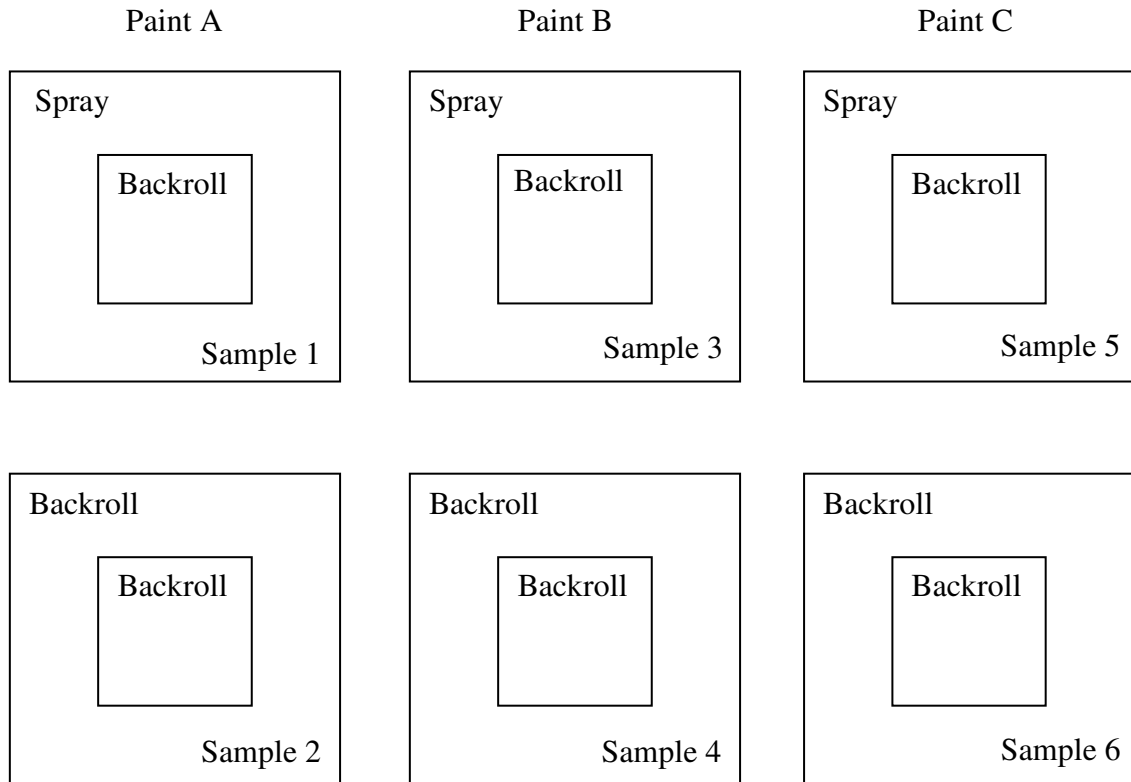 Paint A
Paint B
Paint C
Spray
Backroll
Sample 1
Spray
Backroll
Sample 3
Spray
Backroll
Sample 5
Backroll
Backroll
Sample 2
Backroll
Backroll
Sample 4
Backroll
Backroll
Sample 6